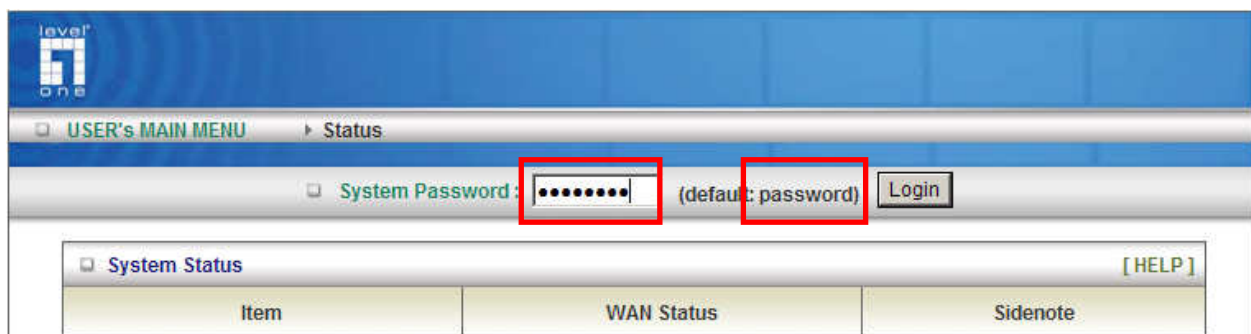 level
one
USER's MAIN MENU Status
System Password : •••••••• (default: password) Login
System Status [ HELP ]
Item WAN Status Sidenote